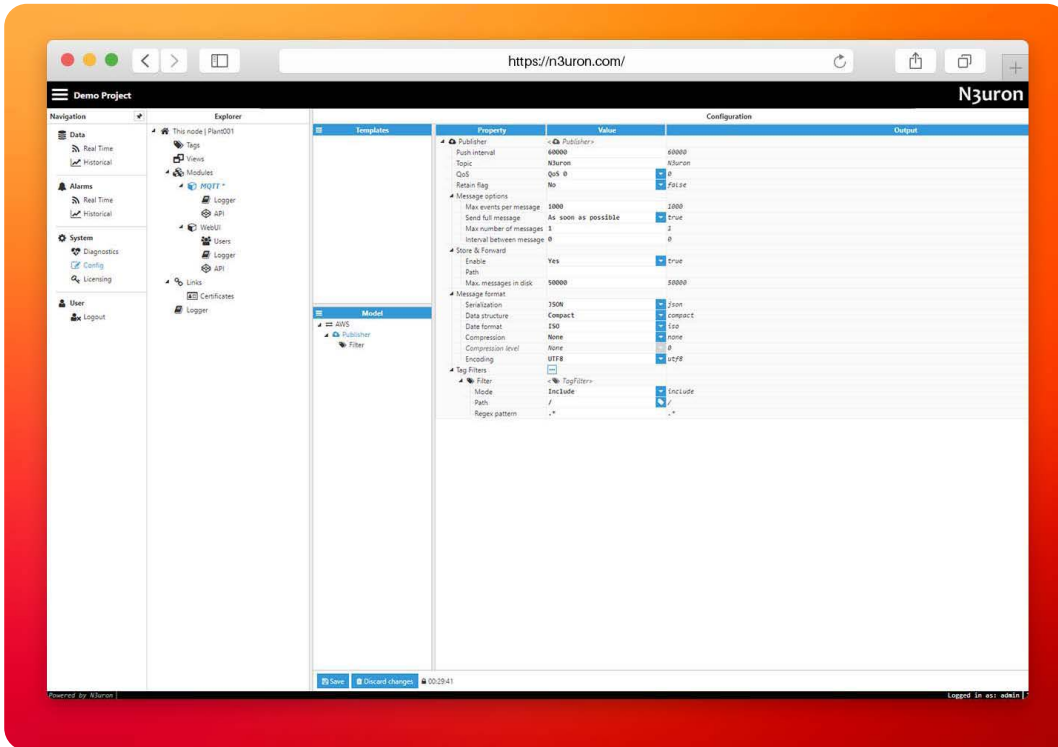 https://n3uron.com/
Demo Project
N3uron
Navigation
Data
Real Time
Historical
Alarms
Real Time
Historical
System
Diagnostics
Config
Licensing
User
Logout
Explorer
This node | Plant001
Tags
Views
Modules
MQTT *
Logger
API
WebUI
Users
Logger
API
Links
Certificates
Logger
Templates
Model
AWS
Publisher
Filter
Configuration
Property Value Output
Publisher <Publisher>
Push interval 60000 60000
Topic N3uron N3uron
QoS QoS 0 0
Retain flag No false
Message options
Max events per message 1000 1000
Send full message As soon as possible true
Max number of messages 1 1
Interval between message 0 0
Store & Forward
Enable Yes true
Path
Max. messages in disk 50000 50000
Message format
Serialization JSON json
Data structure Compact compact
Date format ISO iso
Compression None none
Compression level None 0
Encoding UTF8 utf8
Tag Filters
Filter <TagFilter>
Mode Include include
Path / /
Regex pattern .* .*
Save Discard changes 00:29:41
Powered by N3uron
Logged in as: admin